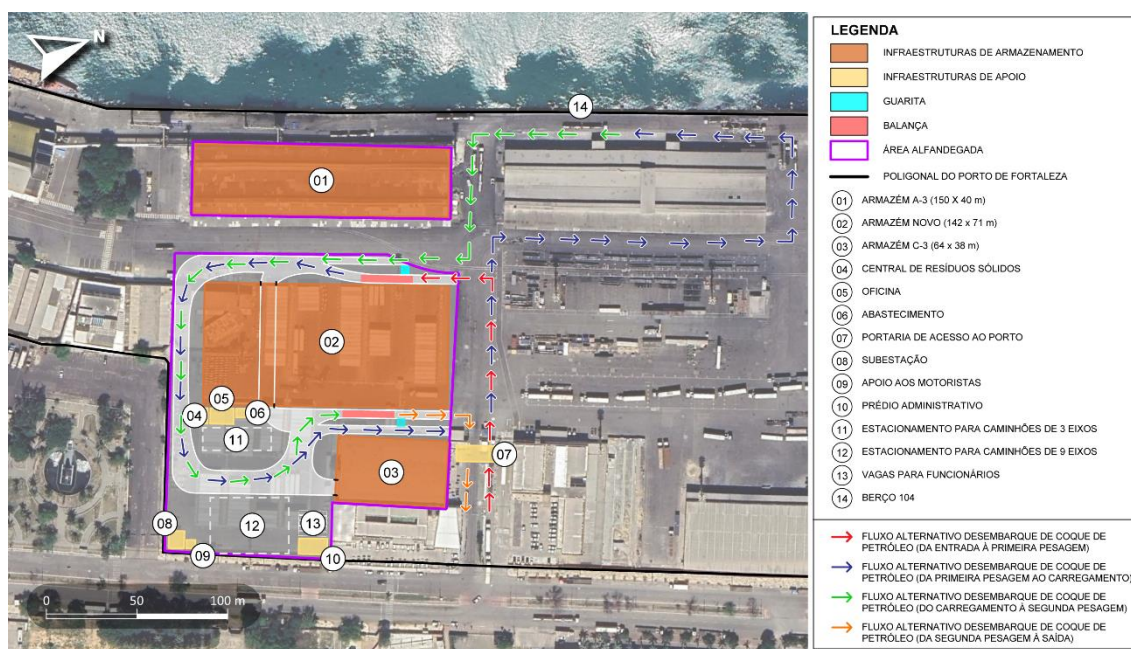 N
14
01
02
03
04
05
06
07
08
09
10
11
12
13
0 50 100 m
LEGENDA
INFRAESTRUTURAS DE ARMAZENAMENTO
INFRAESTRUTURAS DE APOIO
GUARITA
BALANÇA
ÁREA ALFANDEGADA
POLIGONAL DO PORTO DE FORTALEZA
01 ARMAZÉM A-3 (150 X 40 m)
02 ARMAZÉM NOVO (142 x 71 m)
03 ARMAZÉM C-3 (64 x 38 m)
04 CENTRAL DE RESÍDUOS SÓLIDOS
05 OFICINA
06 ABASTECIMENTO
07 PORTARIA DE ACESSO AO PORTO
08 SUBESTAÇÃO
09 APOIO AOS MOTORISTAS
10 PRÉDIO ADMINISTRATIVO
11 ESTACIONAMENTO PARA CAMINHÕES DE 3 EIXOS
12 ESTACIONAMENTO PARA CAMINHÕES DE 9 EIXOS
13 VAGAS PARA FUNCIONÁRIOS
14 BERÇO 104
FLUXO ALTERNATIVO DESEMBARQUE DE COQUE DE
PETRÓLEO (DA ENTRADA À PRIMEIRA PESAGEM)
FLUXO ALTERNATIVO DESEMBARQUE DE COQUE DE
PETRÓLEO (DA PRIMEIRA PESAGEM AO CARREGAMENTO)
FLUXO ALTERNATIVO DESEMBARQUE DE COQUE DE
PETRÓLEO (DO CARREGAMENTO À SEGUNDA PESAGEM)
FLUXO ALTERNATIVO DESEMBARQUE DE COQUE DE
PETRÓLEO (DA SEGUNDA PESAGEM À SAÍDA)